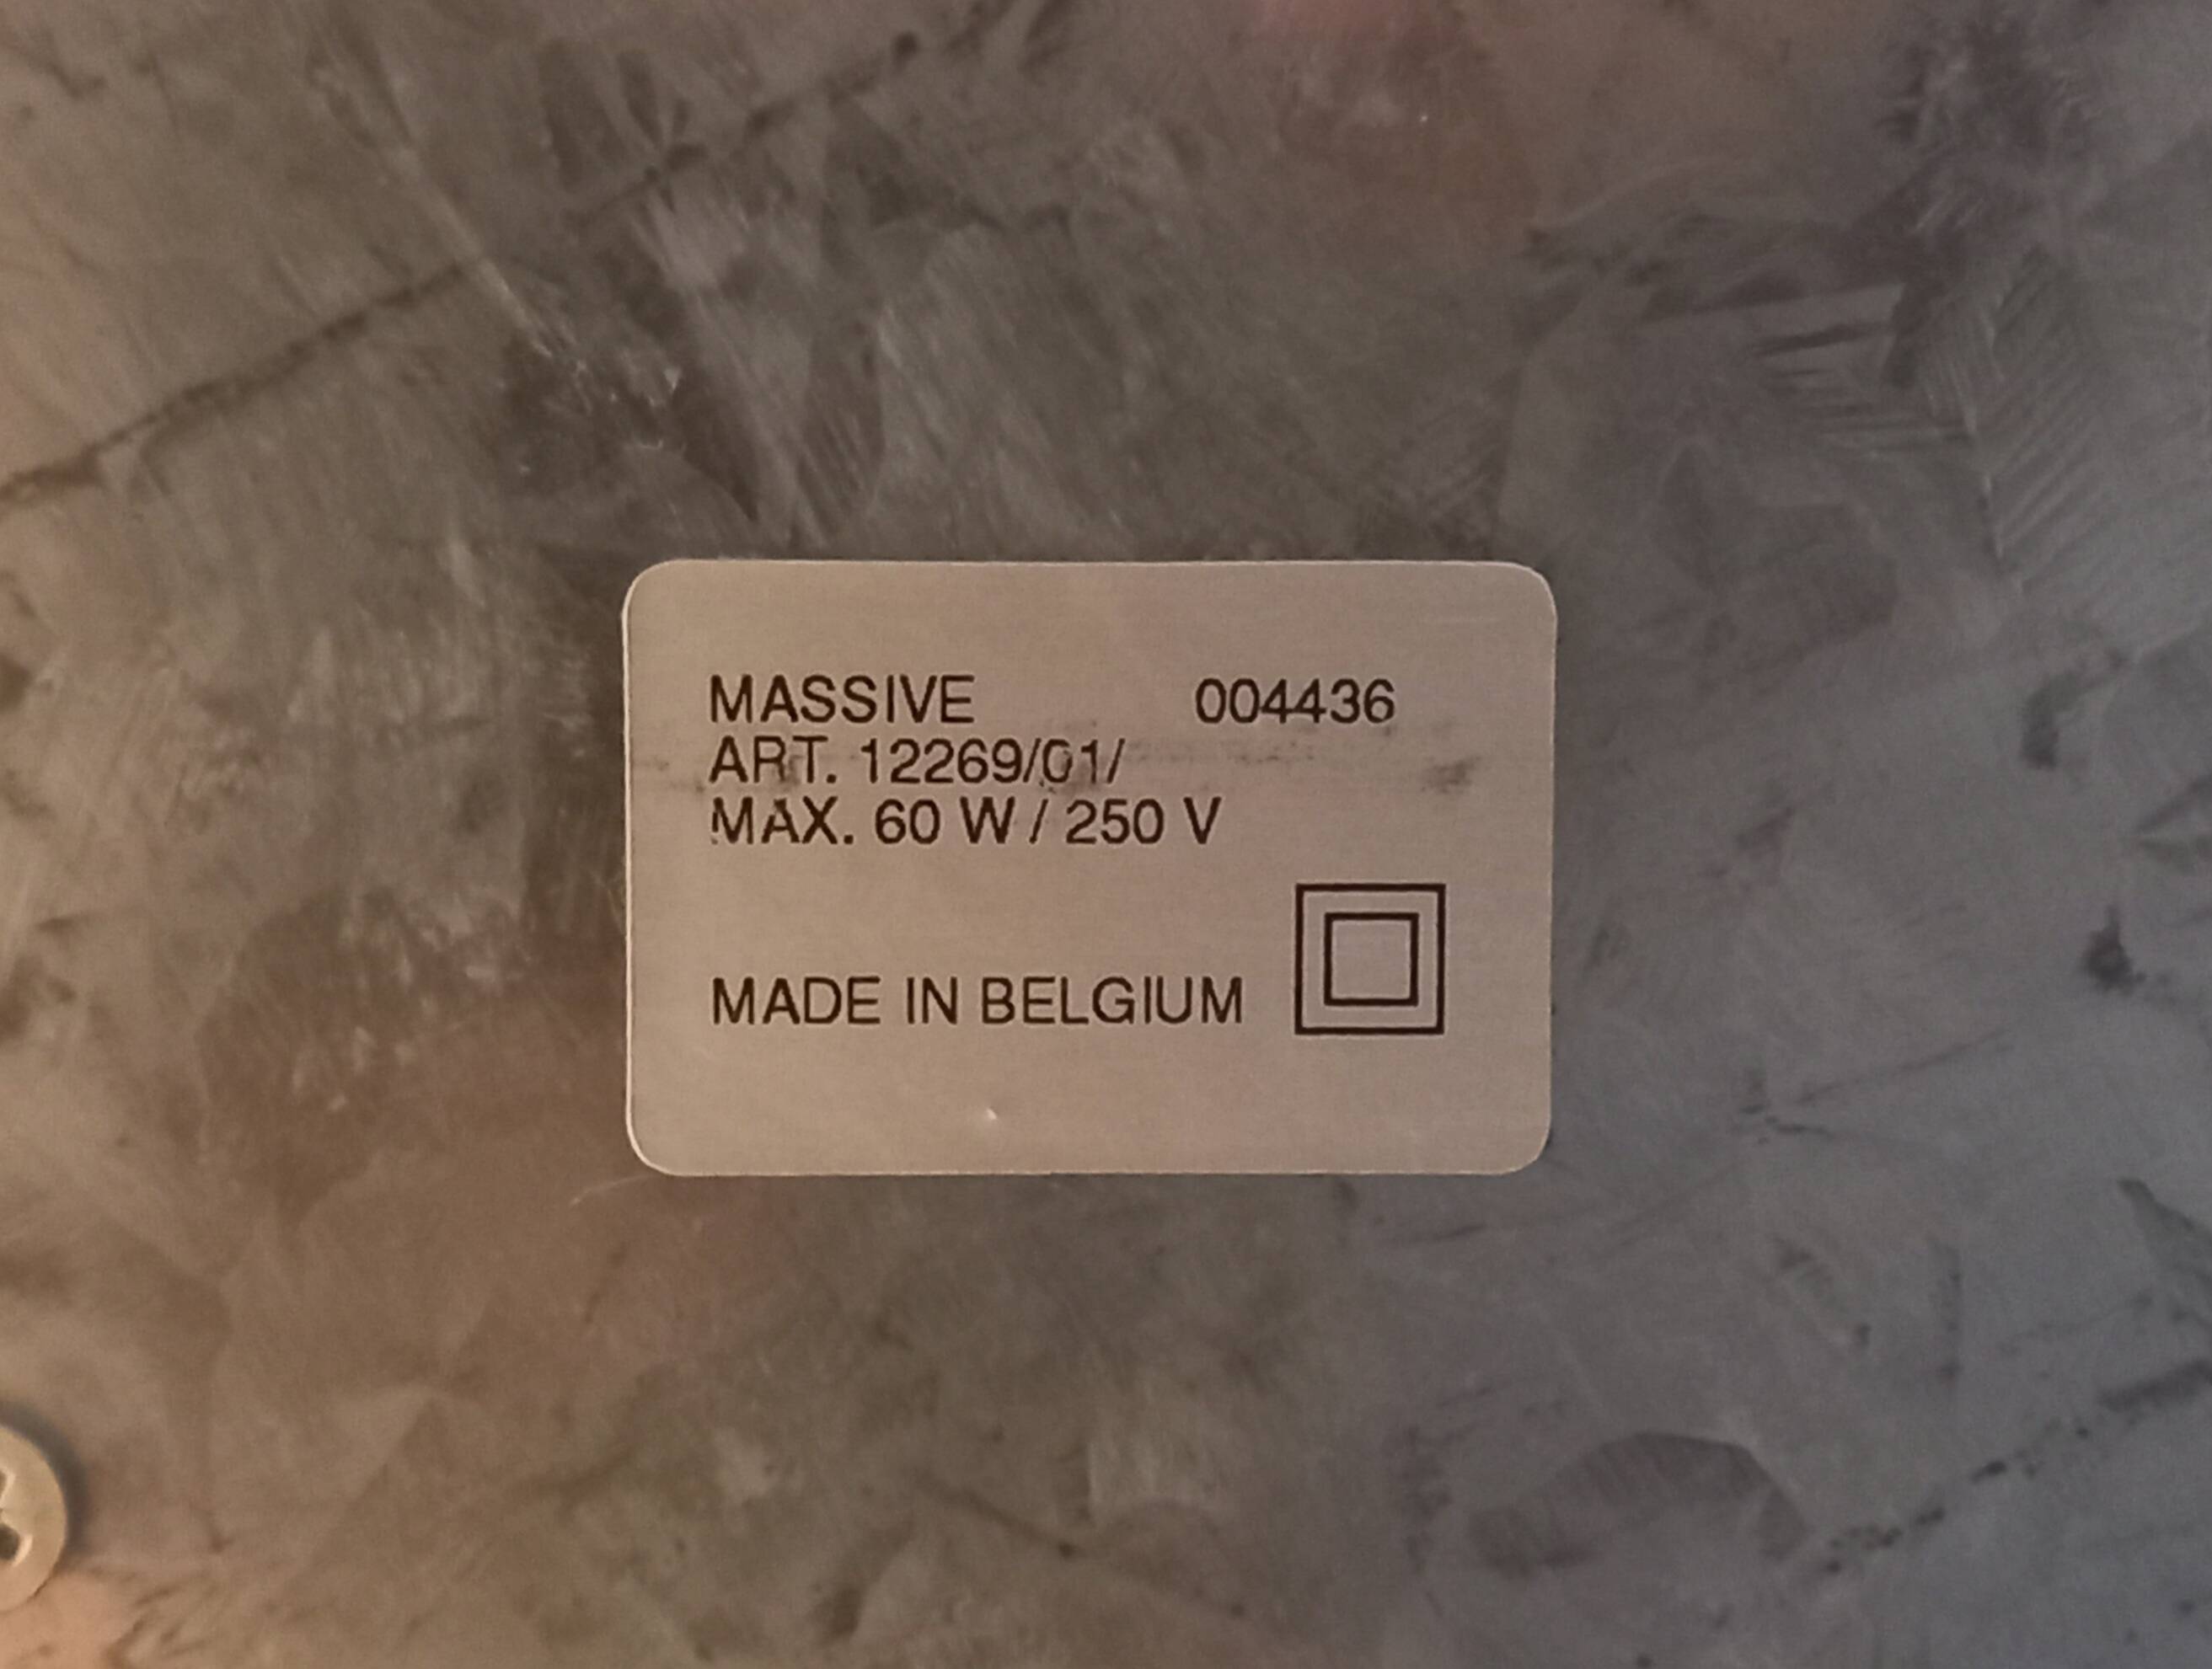 MASSIVE 004436
ART. 12269/01/
MAX. 60 W / 250 V
MADE IN BELGIUM